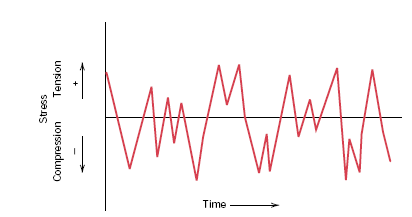 Stress
Compression Tension
– +
Time